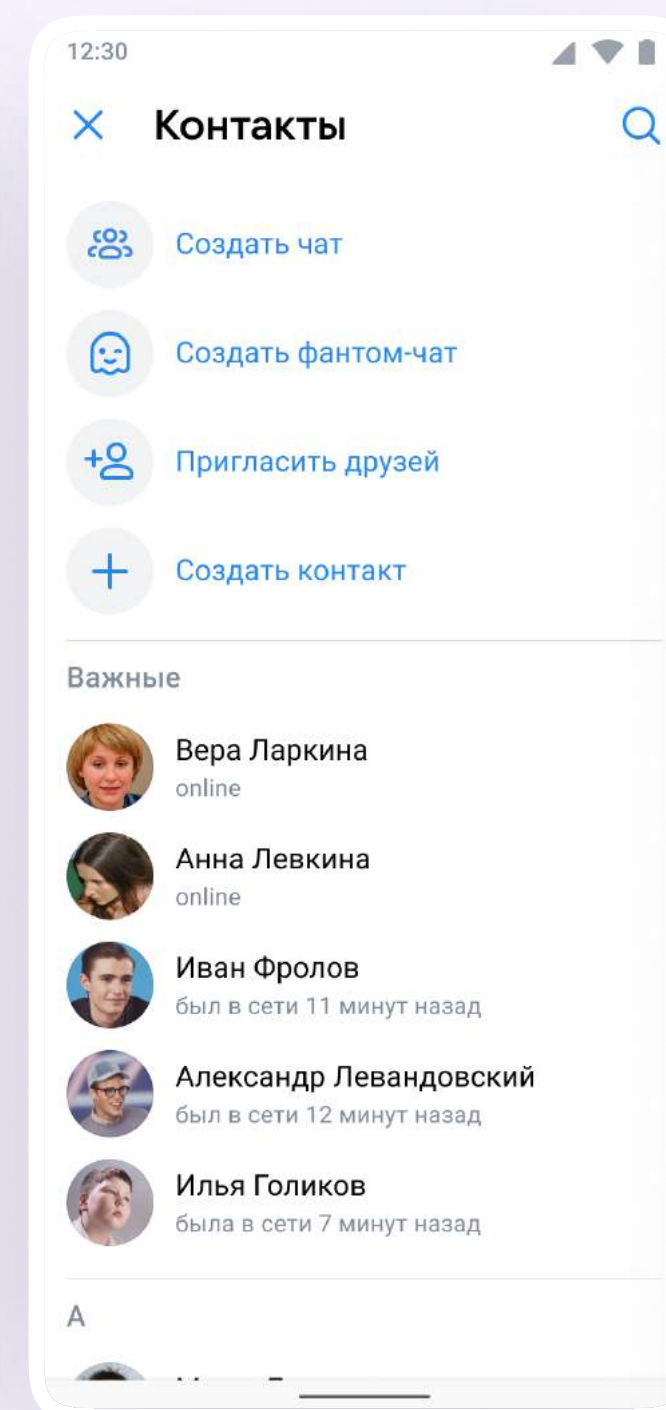 12:30
Контакты
Создать чат
Создать фантом-чат
Пригласить друзей
Создать контакт
Важные
Вера Ларкина
online
Анна Левкина
online
Иван Фролов
был в сети 11 минут назад
Александр Левандовский
был в сети 12 минут назад
Илья Голиков
была в сети 7 минут назад
А